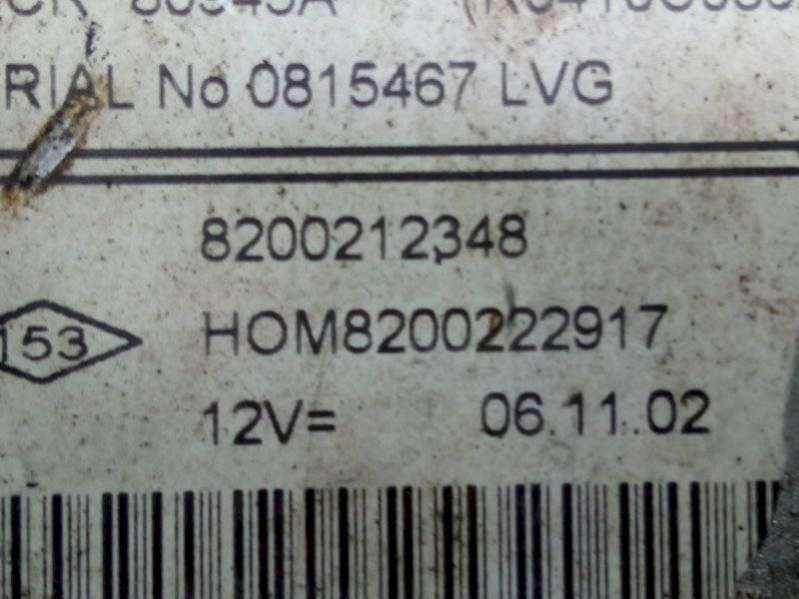 RIAL No 0815467 LVG
8200212348
153
HOM8200222917
12V= 06.11.02